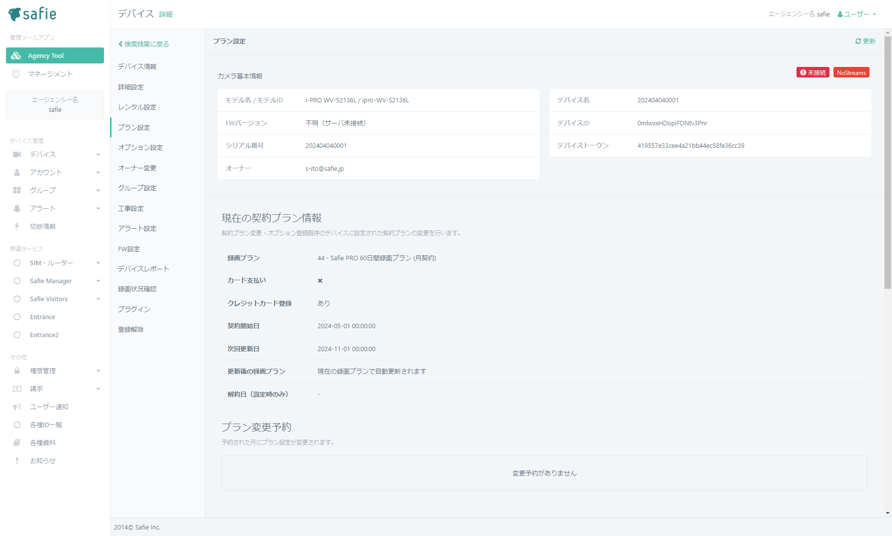 safie
管理ツールアプリ
Agency Tool
マネージメント
エージェンシー名
safie
デバイス管理
デバイス
アカウント
グループ
アラート
切断情報
関連サービス
SIM・ルーター
Safie Manager
Safie Visitors
Entrance
Entrance2
その他
権限管理
請求
ユーザー通知
各種ID一覧
各種資料
お知らせ
デバイス 詳細
エージェンシー名 safie
ユーザー
検索結果に戻る
デバイス情報
詳細設定
レンタル設定
プラン設定
オプション設定
オーナー変更
グループ設定
工事設定
アラート設定
FW設定
デバイスレポート
録画状況確認
プラグイン
登録解除
プラン設定
更新
カメラ基本情報
未接続 NoStreams
モデル名 / モデルID i-PRO WV-S2136L / ipro-WV-S2136L
FWバージョン 不明（サーバ未接続）
シリアル番号 202404040001
オーナー s-ito@safie.jp
デバイス名 202404040001
デバイスID 0mlwxxHDopiFDNtv3Pnr
デバイストークン 419557e33cee4a21bb44ec58fe36cc39
現在の契約プラン情報
契約プラン変更・オプション登録既存のデバイスに設定された契約プランの変更を行います。
録画プラン 44 - Safie PRO 60日間録画プラン (月契約)
カード支払い ✖
クレジットカード登録 あり
契約開始日 2024-05-01 00:00:00
次回更新日 2024-11-01 00:00:00
更新後の録画プラン 現在の録画プランで自動更新されます
解約日（設定時のみ） -
プラン変更予約
予約された月にプラン設定が変更されます。
変更予約がありません
2014© Safie Inc.